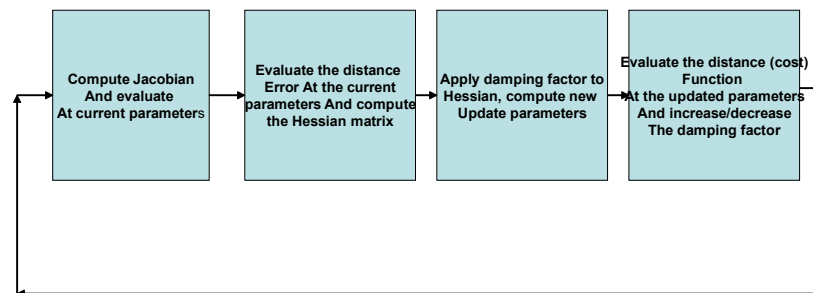 Compute Jacobian
And evaluate
At current parameters
Evaluate the distance
Error At the current
parameters And compute
the Hessian matrix
Apply damping factor to
Hessian, compute new
Update parameters
Evaluate the distance (cost)
Function
At the updated parameters
And increase/decrease
The damping factor